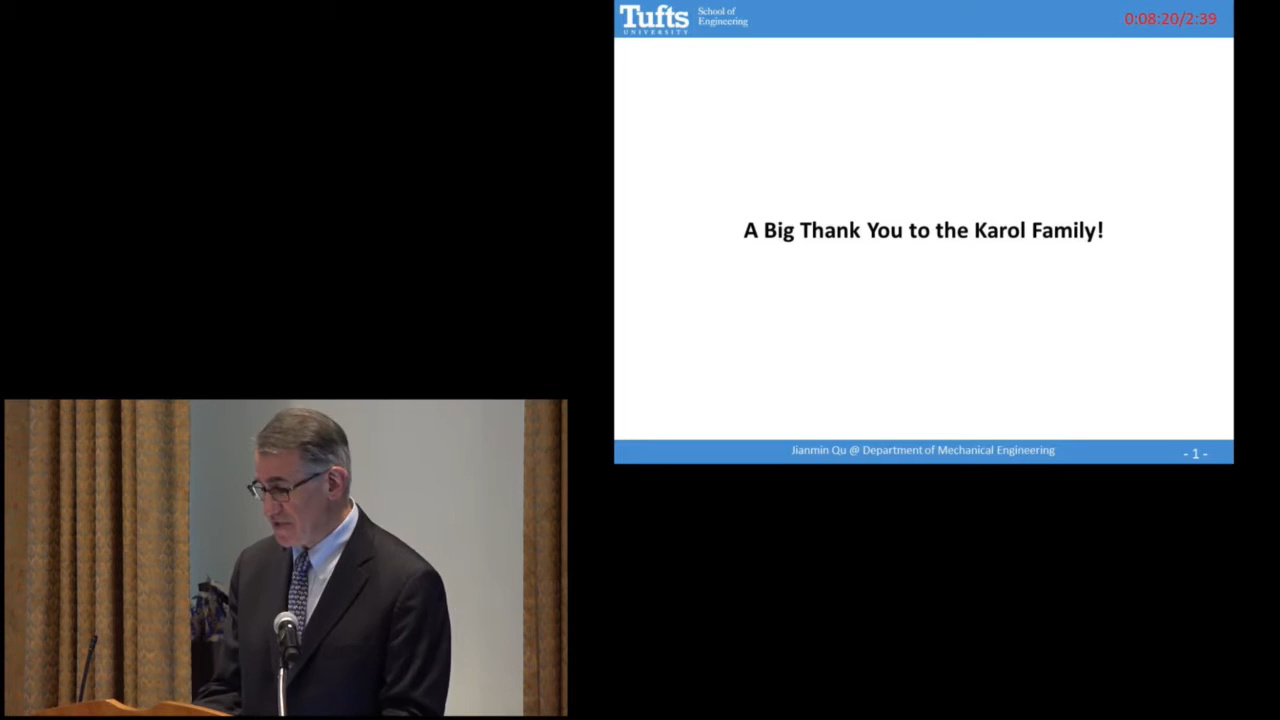 Tufts
UNIVERSITY
School of
Engineering
0:08:20/2:39
A Big Thank You to the Karol Family!
Jianmin Qu @ Department of Mechanical Engineering
- 1 -